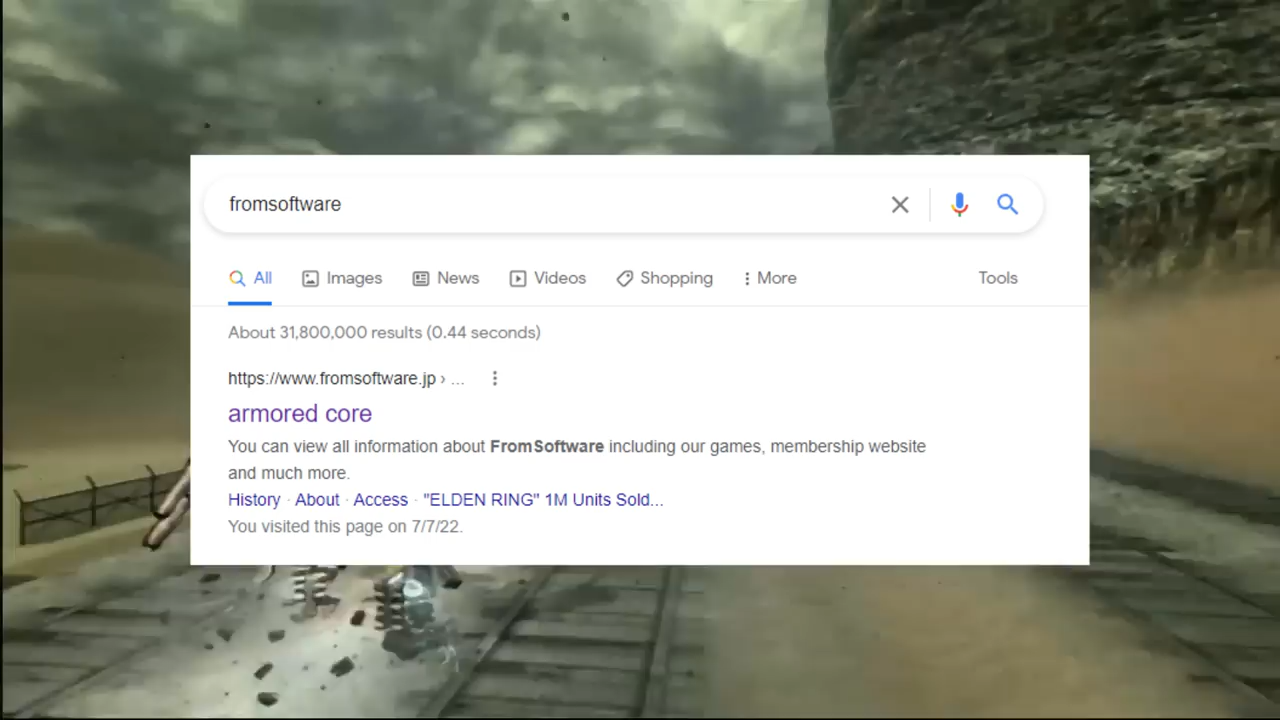 fromsoftware
All Images News Videos Shopping More Tools
About 31,800,000 results (0.44 seconds)
https://www.fromsoftware.jp › ...
armored core
You can view all information about FromSoftware including our games, membership website
and much more.
History · About · Access · "ELDEN RING" 1M Units Sold...
You visited this page on 7/7/22.